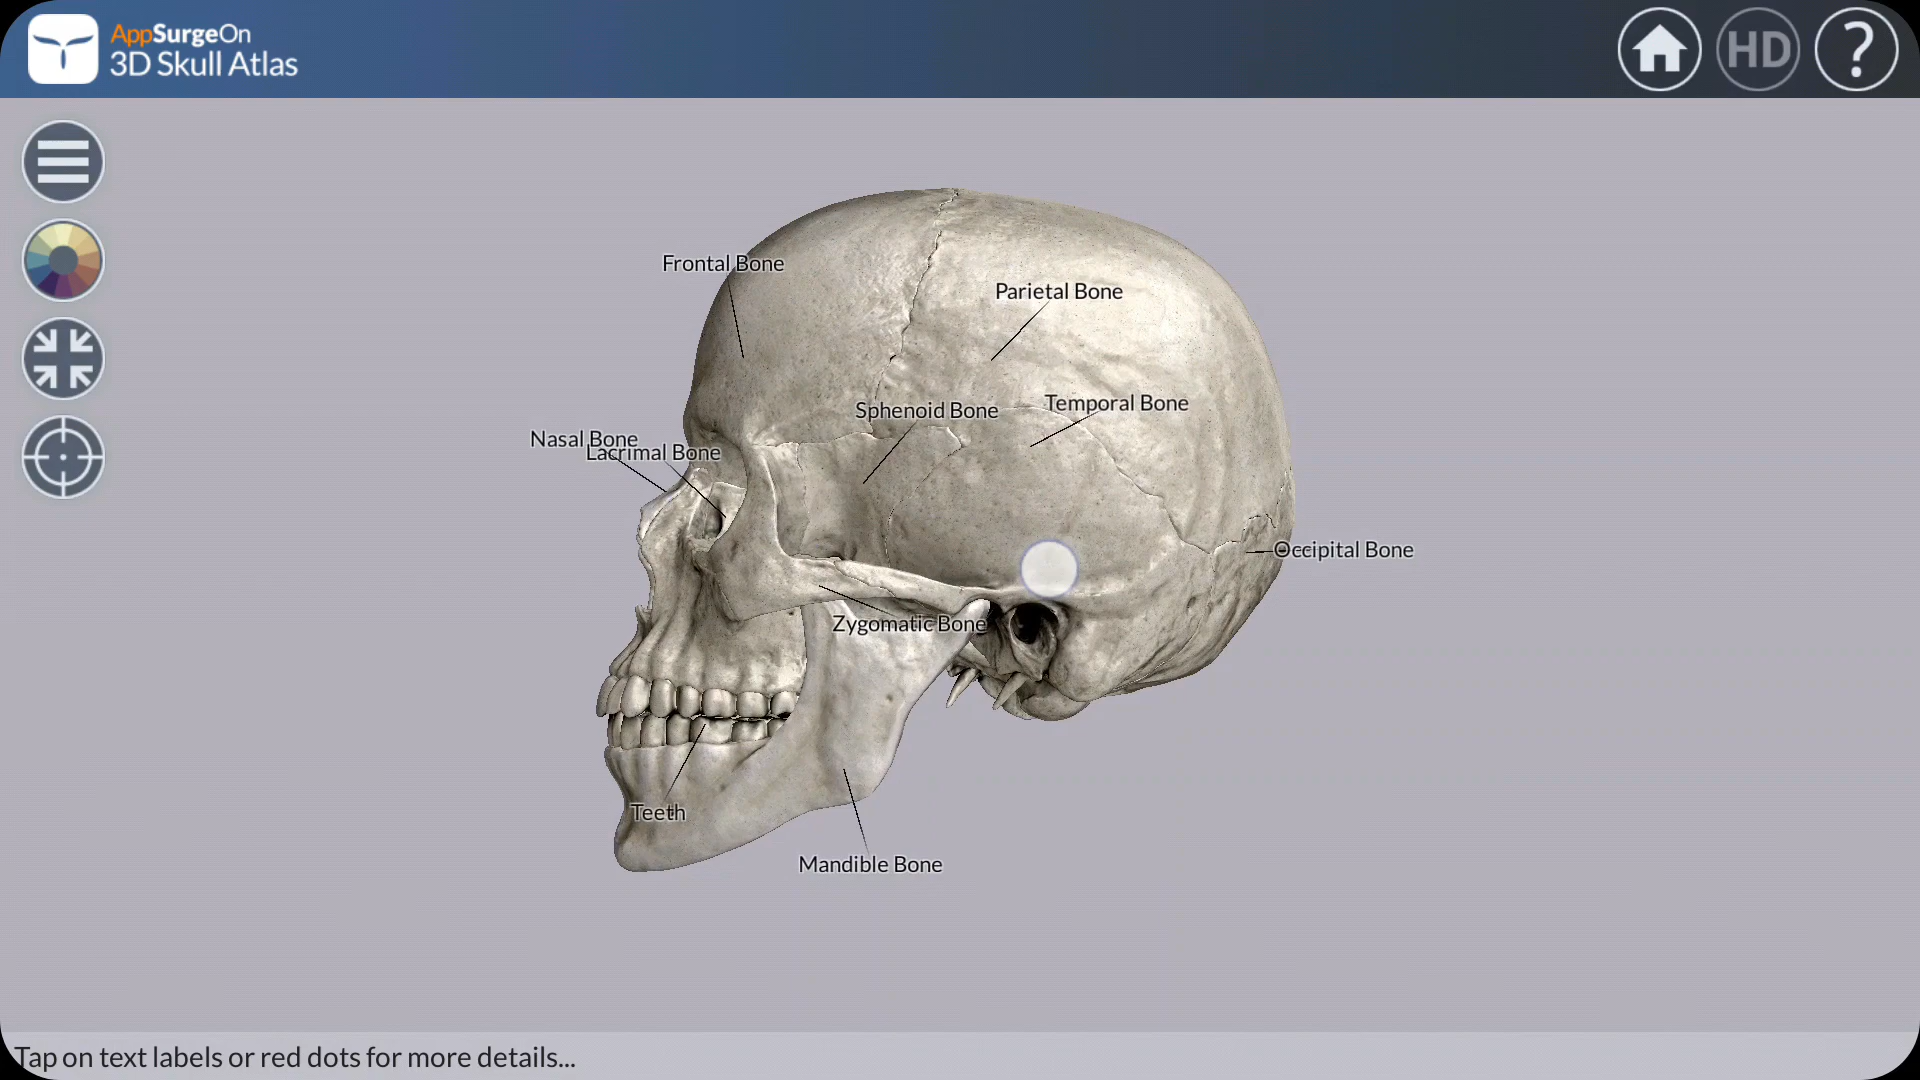 AppSurgeOn
3D Skull Atlas
HD
?
Frontal Bone
Parietal Bone
Sphenoid Bone
Temporal Bone
Nasal Bone
Lacrimal Bone
Occipital Bone
Zygomatic Bone
Teeth
Mandible Bone
Tap on text labels or red dots for more details...